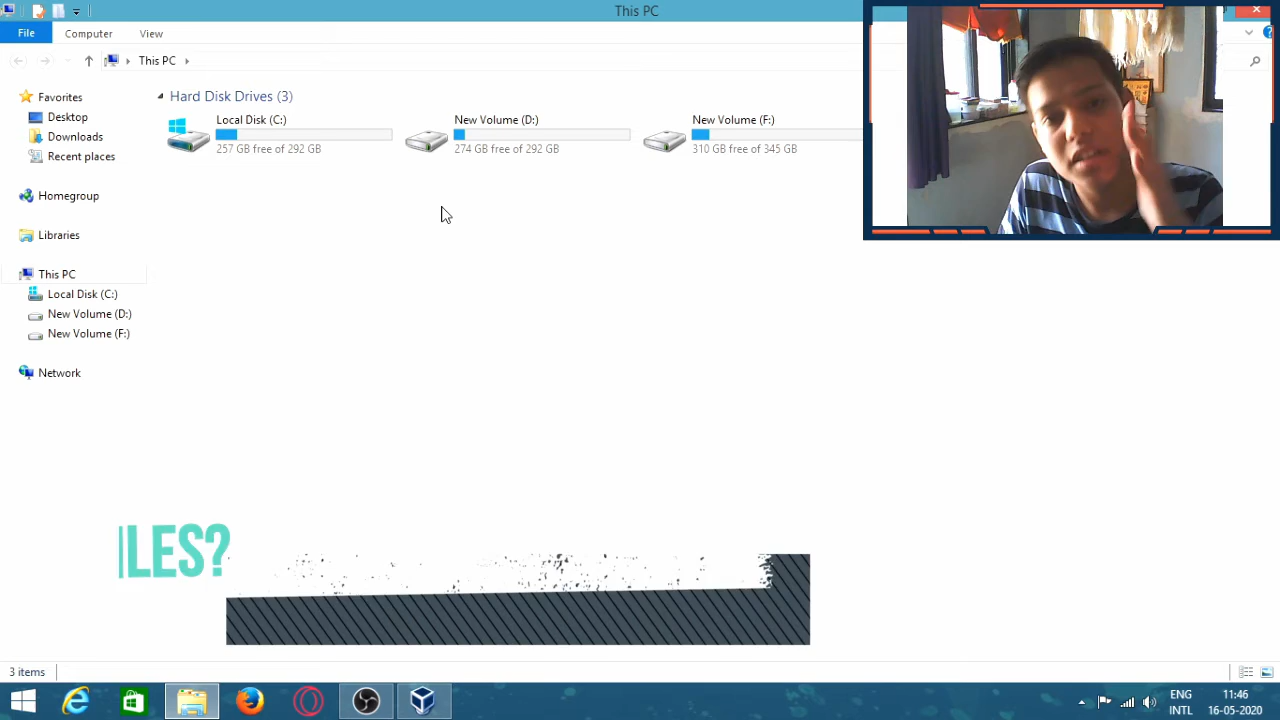 This PC
File
Computer
View
This PC
Favorites
Desktop
Downloads
Recent places
Homegroup
Libraries
This PC
Local Disk (C:)
New Volume (D:)
New Volume (F:)
Network
Hard Disk Drives (3)
Local Disk (C:)
257 GB free of 292 GB
New Volume (D:)
274 GB free of 292 GB
New Volume (F:)
310 GB free of 345 GB
LES?
3 items
ENG
INTL
11:46
16-05-2020